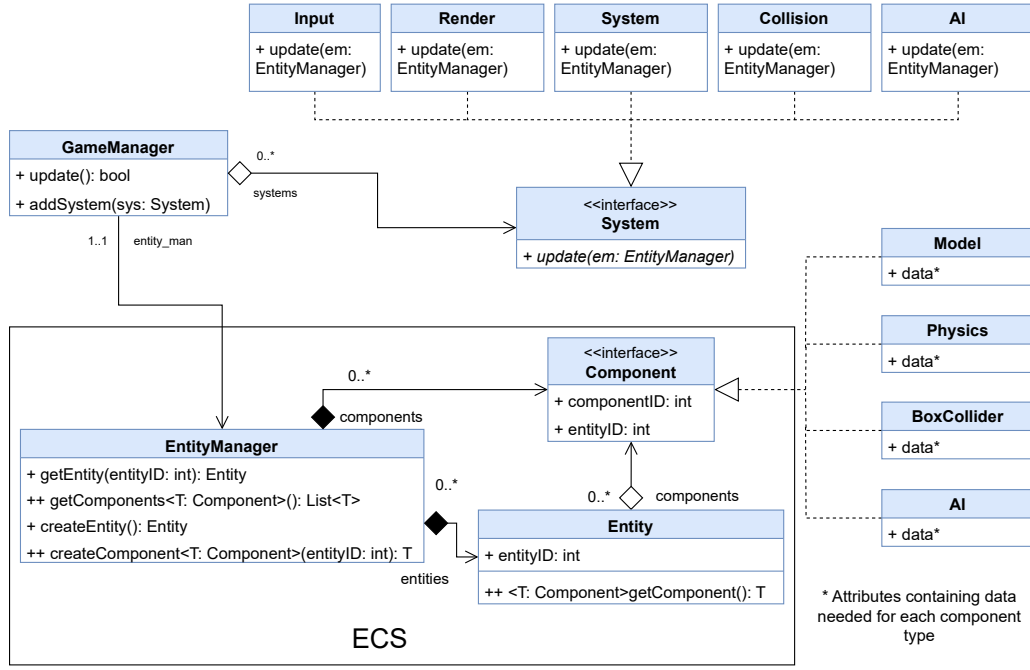 Input
+ update(em:
EntityManager)
Render
+ update(em:
EntityManager)
System
+ update(em:
EntityManager)
Collision
+ update(em:
EntityManager)
AI
+ update(em:
EntityManager)
GameManager
+ update(): bool
+ addSystem(sys: System)
0..*
systems
<<interface>>
System
+ update(em: EntityManager)
1..1
entity_man
Model
+ data*
Physics
+ data*
BoxCollider
+ data*
AI
+ data*
* Attributes containing data
needed for each component
type
<<interface>>
Component
+ componentID: int
+ entityID: int
0..*
components
EntityManager
+ getEntity(entityID: int): Entity
++ getComponents<T: Component>(): List<T>
+ createEntity(): Entity
++ createComponent<T: Component>(entityID: int): T
0..*
entities
0..*
components
Entity
+ entityID: int
++ <T: Component>getComponent(): T
ECS